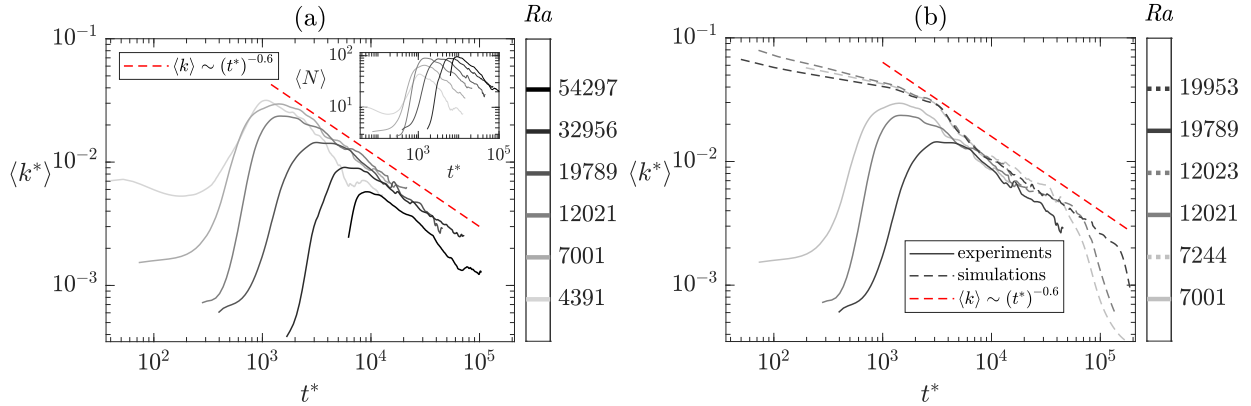 (a)
Ra
10^{-1}
10^{-2}
10^{-3}
⟨k*⟩
⟨k⟩ ∼ (t*)^{-0.6}
⟨N⟩
10^2
10^1
10^3
10^5
t*
10^2
10^3
10^4
10^5
t*
54297
32956
19789
12021
7001
4391
(b)
Ra
10^{-1}
10^{-2}
10^{-3}
⟨k*⟩
experiments
simulations
⟨k⟩ ∼ (t*)^{-0.6}
10^2
10^3
10^4
10^5
t*
19953
19789
12023
12021
7244
7001